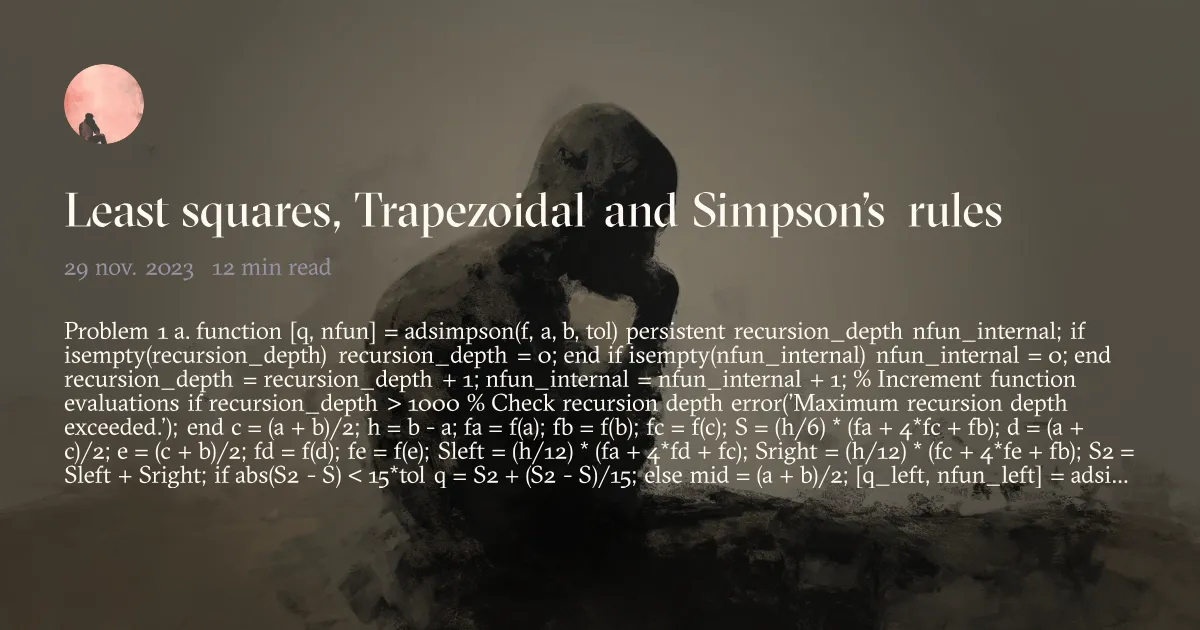 Least squares, Trapezoidal and Simpson's rules
29 nov. 2023 12 min read
Problem 1 a. function [q, nfun] = adsimpson(f, a, b, tol) persistent recursion_depth nfun_internal; if
isempty(recursion_depth) recursion_depth = 0; end if isempty(nfun_internal) nfun_internal = 0; end
recursion_depth = recursion_depth + 1; nfun_internal = nfun_internal + 1; % Increment function
evaluations if recursion_depth > 1000 % Check recursion depth error('Maximum recursion depth
exceeded.'); end c = (a + b)/2; h = b - a; fa = f(a); fb = f(b); fc = f(c); S = (h/6) * (fa + 4*fc + fb); d = (a +
c)/2; e = (c + b)/2; fd = f(d); fe = f(e); Sleft = (h/12) * (fa + 4*fd + fc); Sright = (h/12) * (fc + 4*fe + fb); S2 =
Sleft + Sright; if abs(S2 - S) < 15*tol q = S2 + (S2 - S)/15; else mid = (a + b)/2; [q_left, nfun_left] = adsi...